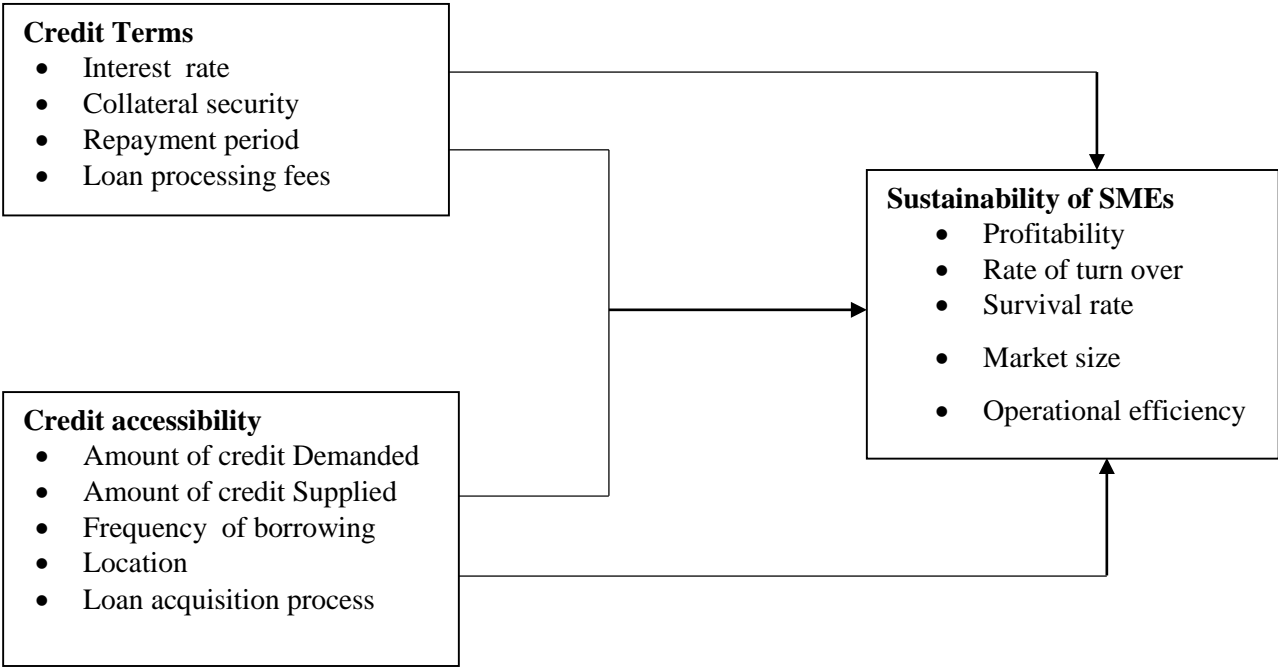 Credit Terms
• Interest  rate
• Collateral security
• Repayment period
• Loan processing fees
Sustainability of SMEs
• Profitability
• Rate of turn over
• Survival rate
• Market size
• Operational efficiency
Credit accessibility
• Amount of credit Demanded
• Amount of credit Supplied
• Frequency  of borrowing
• Location
• Loan acquisition process